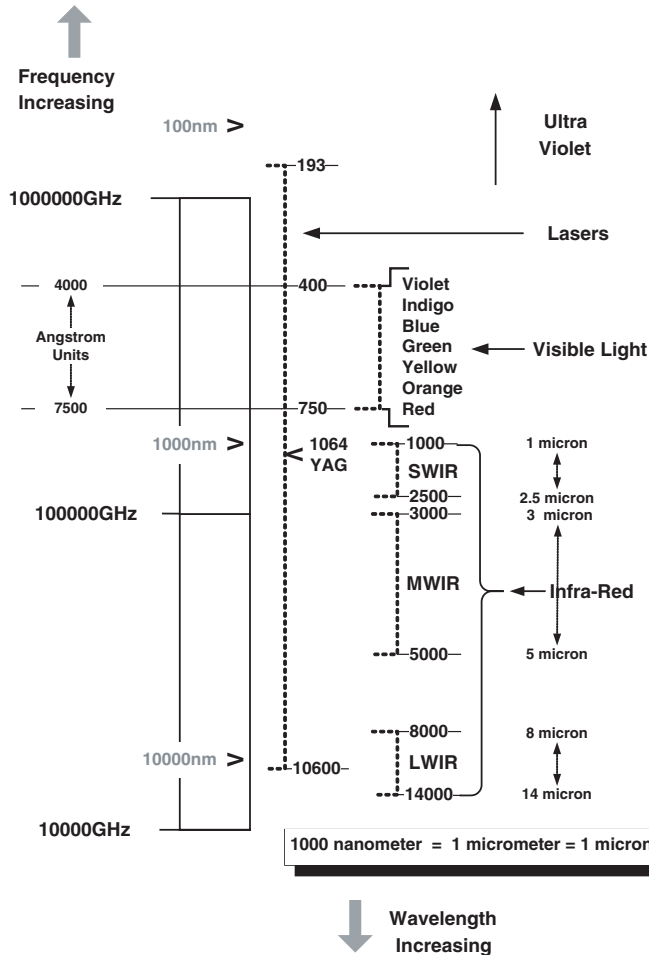 Frequency
Increasing
100nm >
Ultra
Violet
193
1000000GHz
Lasers
4000
400
Violet
Indigo
Blue
Green
Yellow
Orange
Red
Angstrom
Units
Visible Light
7500
750
1000nm >
1064
YAG
1000
1 micron
SWIR
2500
2.5 micron
100000GHz
3000
3 micron
MWIR
Infra-Red
5000
5 micron
8000
8 micron
10000nm >
LWIR
10600
14000
14 micron
10000GHz
1000 nanometer = 1 micrometer = 1 micron
Wavelength
Increasing